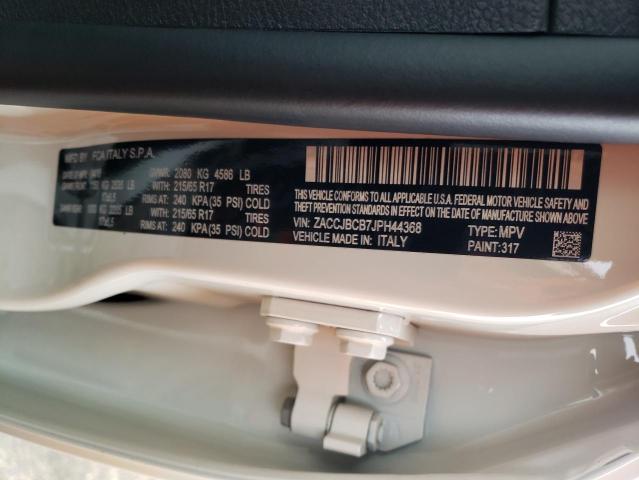 MFD BY: FCA ITALY S.P.A.
GVWR: 2080 KG 4586 LB
WITH: 215/65 R17 TIRES
RIMS AT: 240 KPA (35 PSI) COLD
WITH: 215/65 R17 TIRES
RIMS AT: 240 KPA (35 PSI) COLD
THIS VEHICLE CONFORMS TO ALL APPLICABLE U.S.A. FEDERAL MOTOR VEHICLE
SAFETY, BUMPER, AND THEFT PREVENTION STANDARDS IN
EFFECT ON THE DATE OF MANUFACTURE SHOWN ABOVE.
VIN: ZACCJBCB7JPH44368 TYPE: MPV
VEHICLE MADE IN: ITALY PAINT: 317